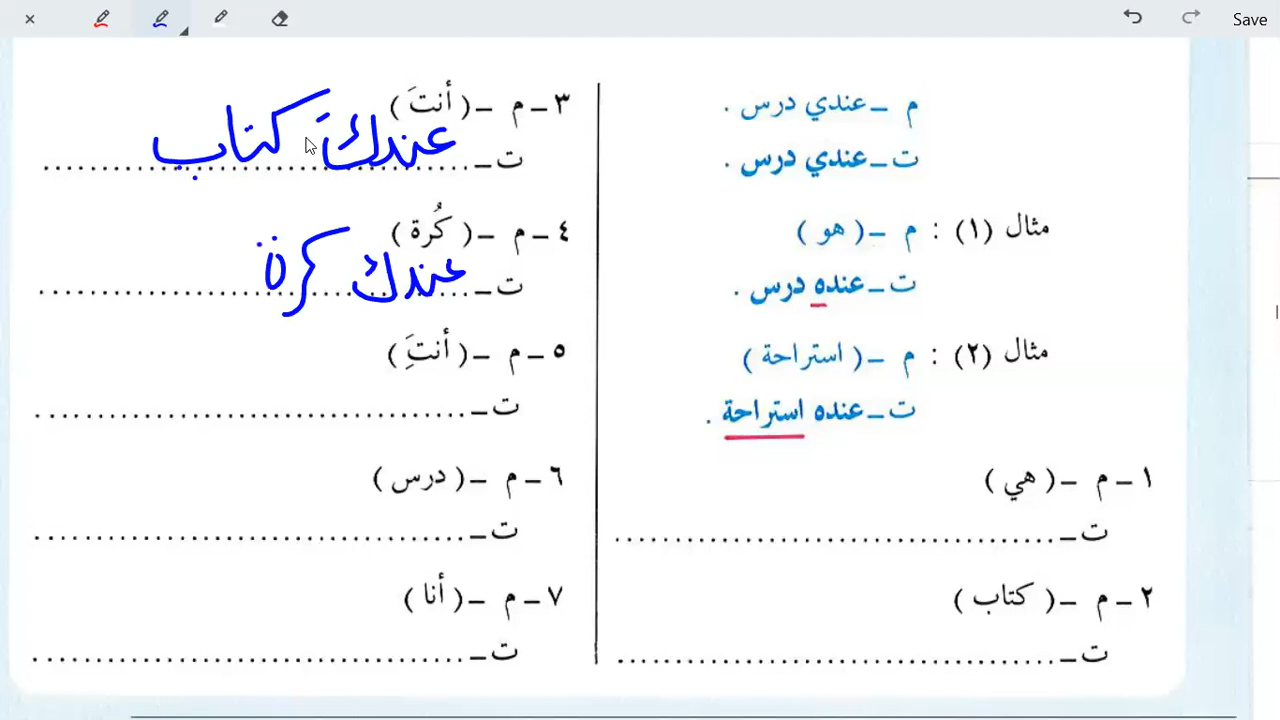 Save
م ـ عندي درس .
ت ـ عندي درس .
مثال (١) : م ـ ( هو )
ت ـ عنده درس .
مثال (٢) : م ـ ( استراحة )
ت ـ عنده استراحة .
١ ـ م ـ ( هي )
ت ـ ......................................
٢ ـ م ـ ( كتاب )
ت ـ ......................................
٣ ـ م ـ ( أنتَ )
ت ـ عندكَ كتاب
٤ ـ م ـ ( كُرة )
ت ـ عندك كرة
٥ ـ م ـ ( أنتَِ )
ت ـ ......................................
٦ ـ م ـ ( درس )
ت ـ ......................................
٧ ـ م ـ ( أنا )
ت ـ ......................................